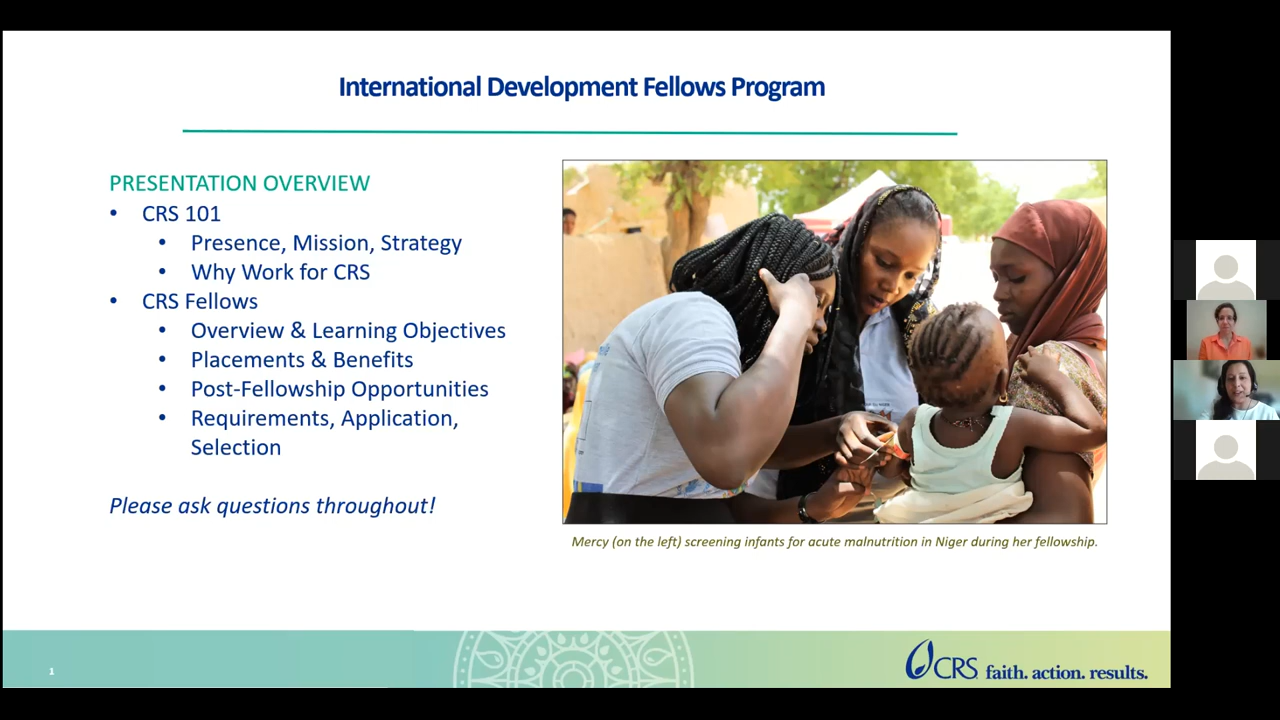 International Development Fellows Program
PRESENTATION OVERVIEW
• CRS 101
• Presence, Mission, Strategy
• Why Work for CRS
• CRS Fellows
• Overview & Learning Objectives
• Placements & Benefits
• Post-Fellowship Opportunities
• Requirements, Application,
Selection
Please ask questions throughout!
Mercy (on the left) screening infants for acute malnutrition in Niger during her fellowship.
1
CRS faith. action. results.